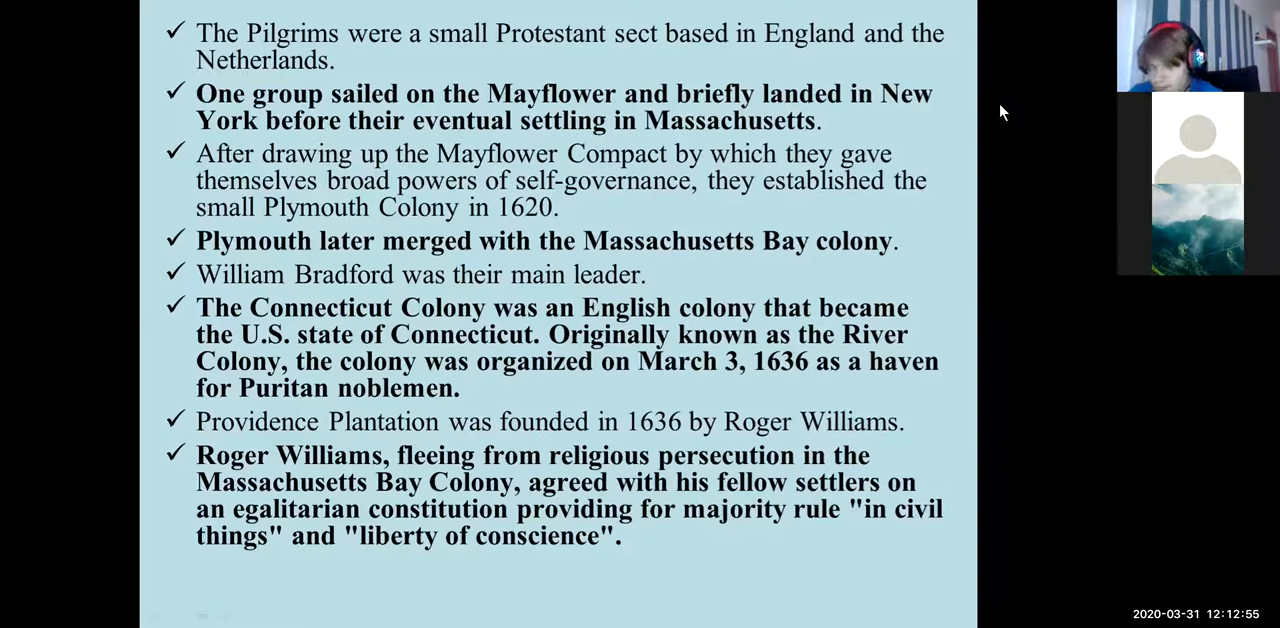 ✓ The Pilgrims were a small Protestant sect based in England and the
Netherlands.
✓ One group sailed on the Mayflower and briefly landed in New
York before their eventual settling in Massachusetts.
✓ After drawing up the Mayflower Compact by which they gave
themselves broad powers of self-governance, they established the
small Plymouth Colony in 1620.
✓ Plymouth later merged with the Massachusetts Bay colony.
✓ William Bradford was their main leader.
✓ The Connecticut Colony was an English colony that became
the U.S. state of Connecticut. Originally known as the River
Colony, the colony was organized on March 3, 1636 as a haven
for Puritan noblemen.
✓ Providence Plantation was founded in 1636 by Roger Williams.
✓ Roger Williams, fleeing from religious persecution in the
Massachusetts Bay Colony, agreed with his fellow settlers on
an egalitarian constitution providing for majority rule "in civil
things" and "liberty of conscience".
2020-03-31 12:12:55